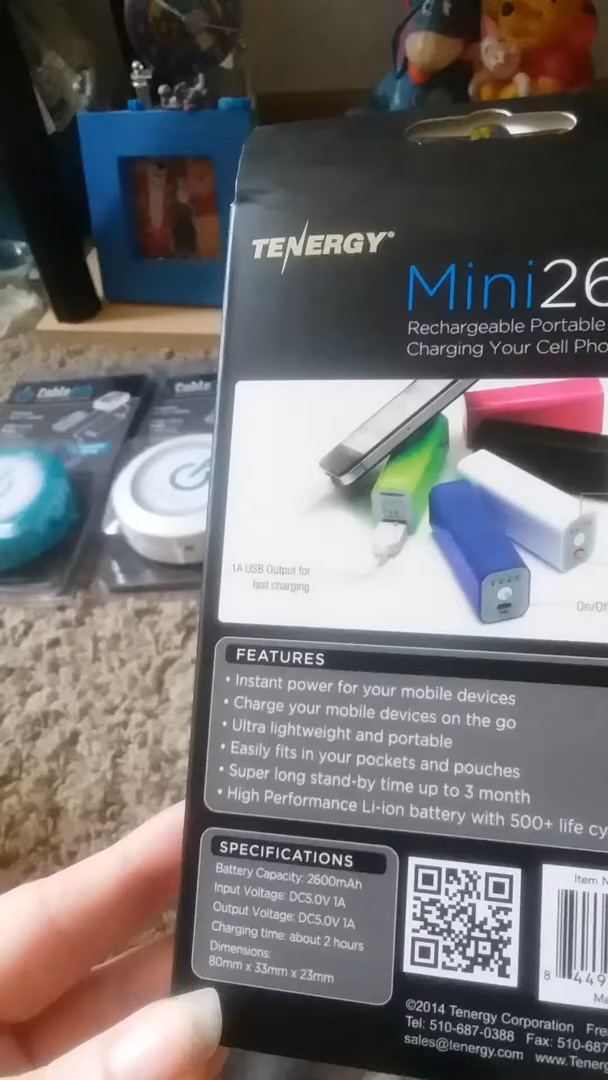 TENERGY®
Mini26
Rechargeable Portable
Charging Your Cell Pho
1A USB Output for
fast charging
On/Of
FEATURES
• Instant power for your mobile devices
• Charge your mobile devices on the go
• Ultra lightweight and portable
• Easily fits in your pockets and pouches
• Super long stand-by time up to 3 month
• High Performance Li-ion battery with 500+ life cy
SPECIFICATIONS
Battery Capacity: 2600mAh
Input Voltage: DC5.0V 1A
Output Voltage: DC5.0V 1A
Charging time: about 2 hours
Dimensions:
80mm x 33mm x 23mm
Item N
8 449
Ma
©2014 Tenergy Corporation Fre
Tel: 510-687-0388 Fax: 510-687
sales@tenergy.com www.Tenerg